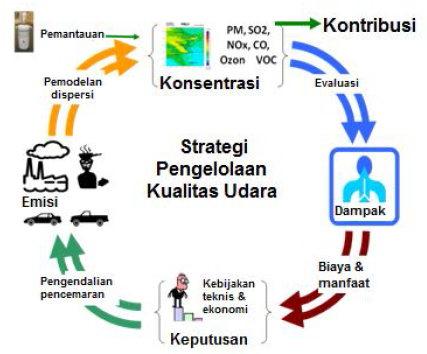 Pemantauan
PM, SO2,
NOx, CO,
Ozon VOC
Kontribusi
Konsentrasi
Pemodelan
dispersi
Evaluasi
Strategi
Pengelolaan
Kualitas Udara
Emisi
Dampak
Biaya &
manfaat
Pengendalian
pencemaran
Kebijakan
teknis &
ekonomi
Keputusan